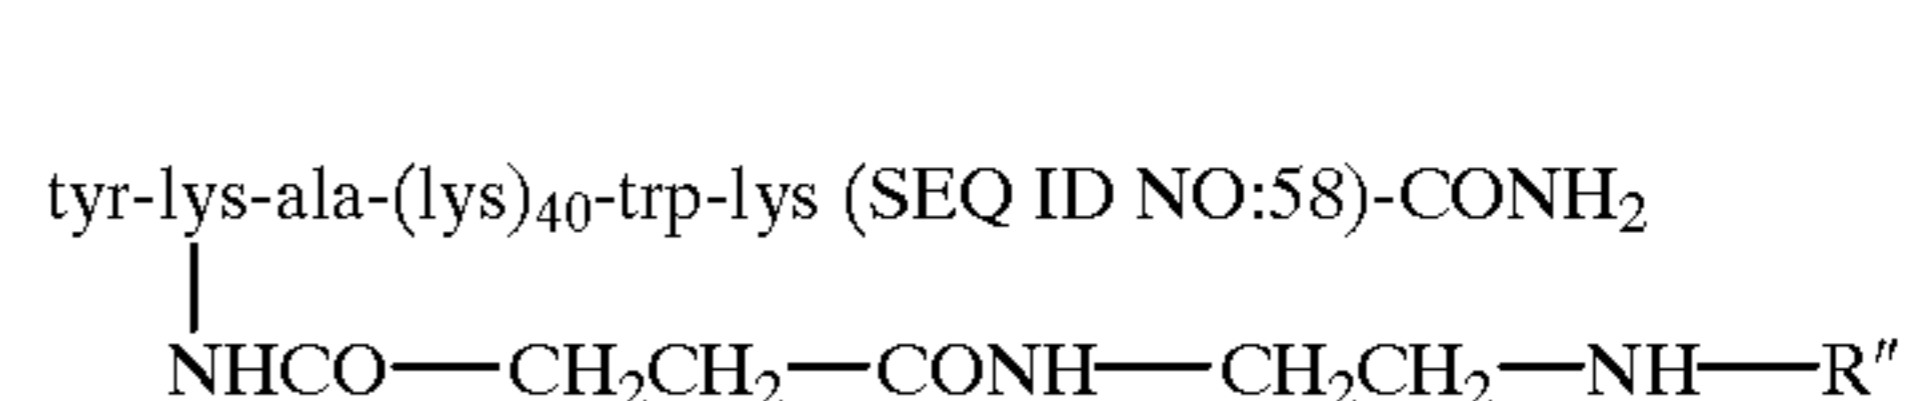 tyr-lys-ala-(lys)₄₀-trp-lys (SEQ ID NO:58)-CONH₂
NHCO—CH₂CH₂—CONH—CH₂CH₂—NH—R″